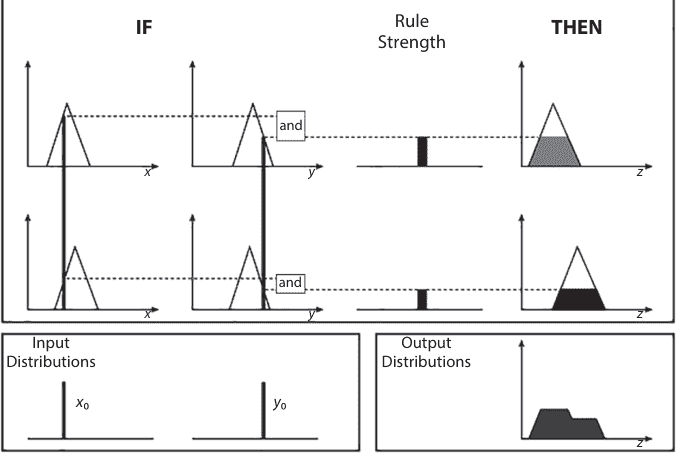 IF
Rule
Strength
THEN
and
x
y
z
and
x
y
z
Input
Distributions
x₀
y₀
Output
Distributions
z